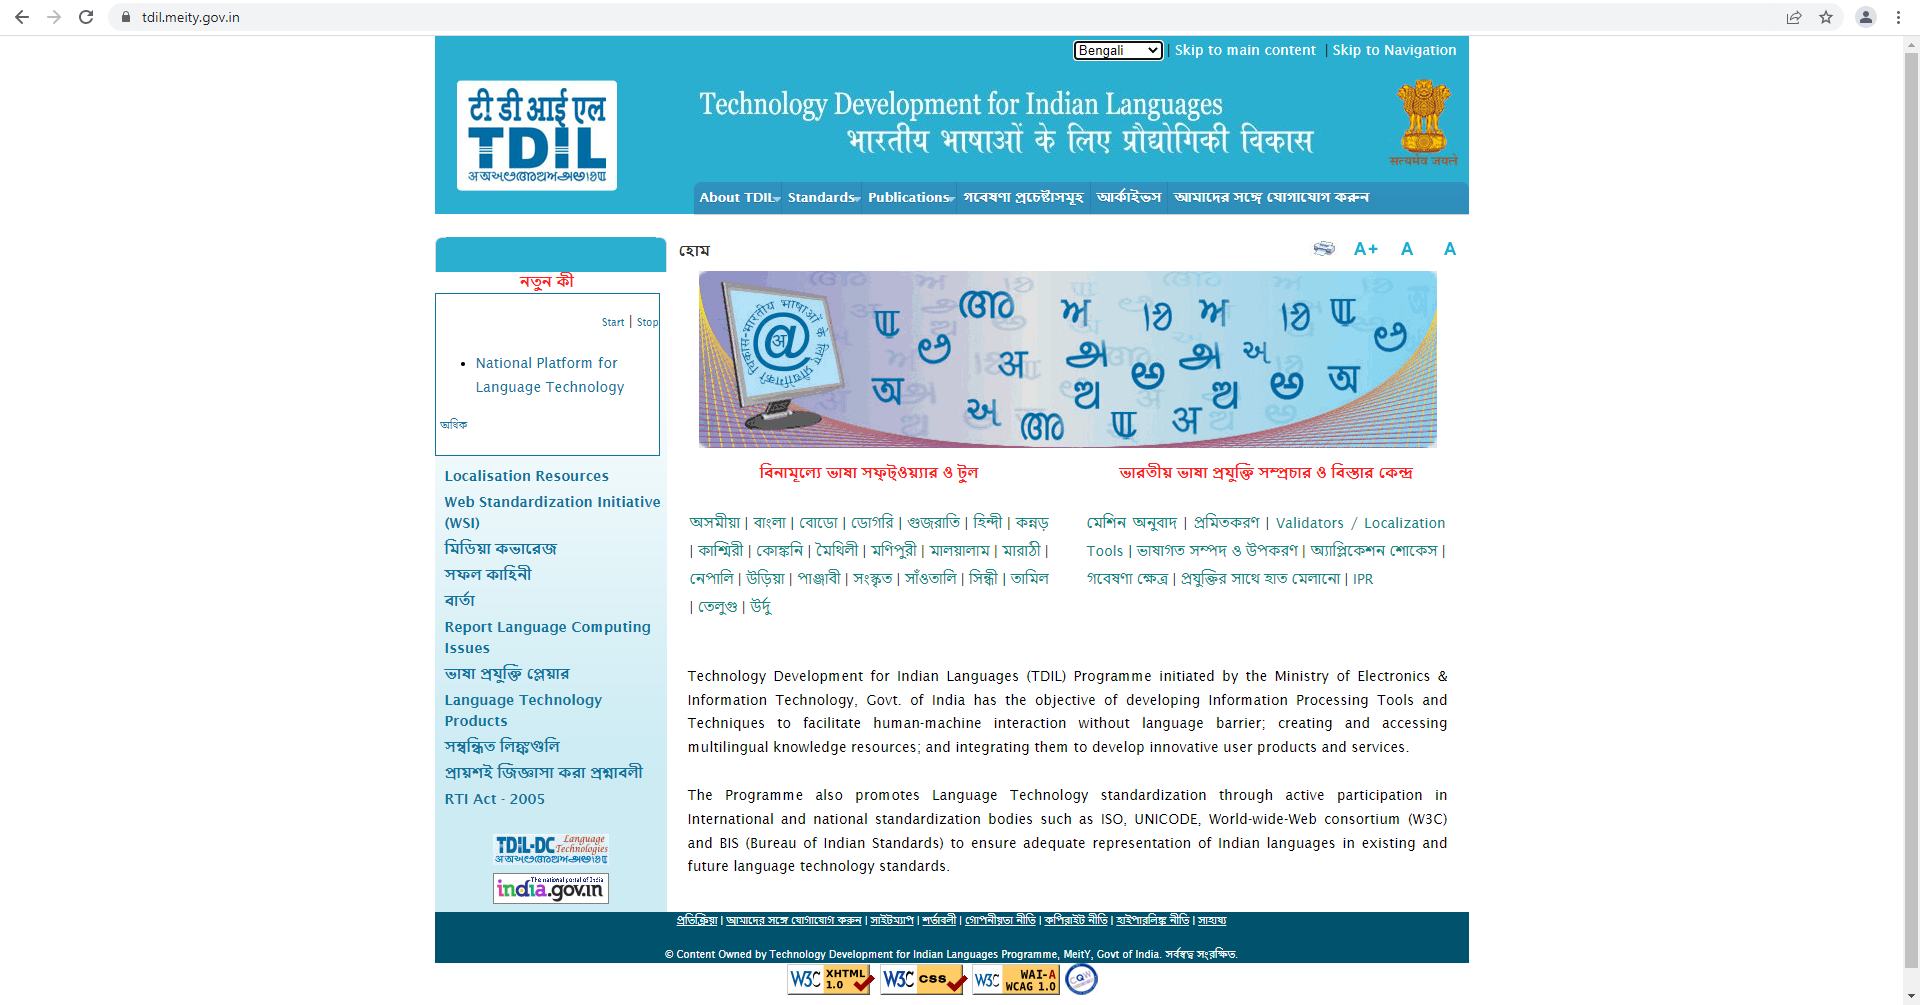 tdil.meity.gov.in
Bengali | Skip to main content | Skip to Navigation
टी डी आई एल
TDIL
Technology Development for Indian Languages
भारतीय भाषाओं के लिए प्रौद्योगिकी विकास
सत्यमेव जयते
About TDIL Standards Publications গবেষণা প্রচেষ্টাসমূহ আর্কাইভস আমাদের সঙ্গে যোগাযোগ করুন
হোম
A+ A A
নতুন কী
Start | Stop
National Platform for
Language Technology
অধিক
Localisation Resources
Web Standardization Initiative
(WSI)
মিডিয়া কভারেজ
সফল কাহিনী
বার্তা
Report Language Computing
Issues
ভাষা প্রযুক্তি প্লেয়ার
Language Technology
Products
সম্বন্ধিত লিঙ্কগুলি
প্রায়শই জিজ্ঞাসা করা প্রশ্নাবলী
RTI Act - 2005
TDIL-DC Language Technologies
The national portal of India
india.gov.in
বিনামূল্যে ভাষা সফ্ট্ওয়্যার ও টুল
অসমীয়া | বাংলা | বোডো | ডোগরি | গুজরাতি | হিন্দী | কন্নড়
| কাশ্মিরী | কোঙ্কনি | মৈথিলী | মণিপুরী | মালয়ালাম | মারাঠী |
নেপালি | উড়িয়া | পাঞ্জাবী | সংস্কৃত | সাঁওতালি | সিন্ধী | তামিল
| তেলুগু | উর্দু
ভারতীয় ভাষা প্রযুক্তি সম্প্রচার ও বিস্তার কেন্দ্র
মেশিন অনুবাদ | প্রমিতকরণ | Validators / Localization
Tools | ভাষাগত সম্পদ ও উপকরণ | অ্যাপ্লিকেশন শোকেস |
গবেষণা ক্ষেত্র | প্রযুক্তির সাথে হাত মেলানো | IPR
Technology Development for Indian Languages (TDIL) Programme initiated by the Ministry of Electronics &
Information Technology, Govt. of India has the objective of developing Information Processing Tools and
Techniques to facilitate human-machine interaction without language barrier; creating and accessing
multilingual knowledge resources; and integrating them to develop innovative user products and services.
The Programme also promotes Language Technology standardization through active participation in
International and national standardization bodies such as ISO, UNICODE, World-wide-Web consortium (W3C)
and BIS (Bureau of Indian Standards) to ensure adequate representation of Indian languages in existing and
future language technology standards.
প্রতিক্রিয়া | আমাদের সঙ্গে যোগাযোগ করুন | সাইটম্যাপ | শর্তাবলী | গোপনীয়তা নীতি | কপিরাইট নীতি | হাইপারলিঙ্ক নীতি | সাহায্য
© Content Owned by Technology Development for Indian Languages Programme, MeitY, Govt of India. সর্বস্বত্ব সংরক্ষিত.
W3C XHTML 1.0 W3C CSS W3C WAI-A WCAG 1.0 CQW